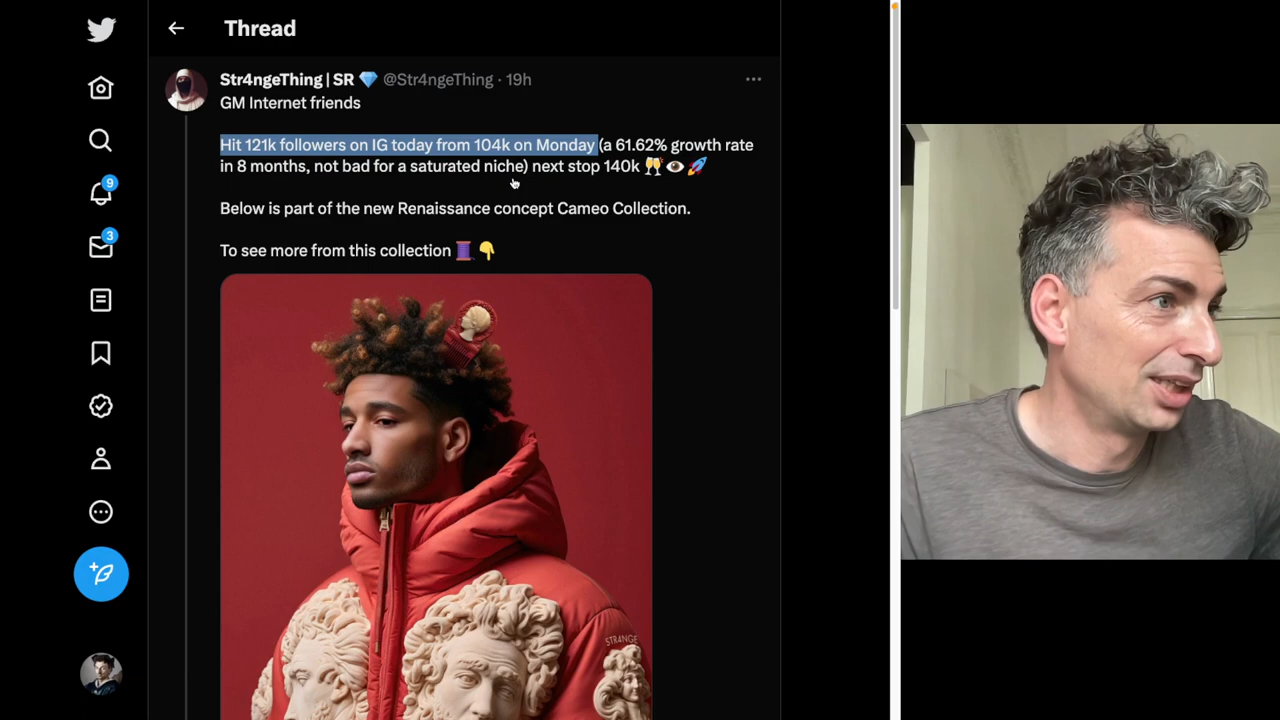 Thread
Str4ngeThing | SR 💎 @Str4ngeThing · 19h
GM Internet friends
Hit 121k followers on IG today from 104k on Monday (a 61.62% growth rate
in 8 months, not bad for a saturated niche) next stop 140k 🥂👁️🚀
9
3
Below is part of the new Renaissance concept Cameo Collection.
To see more from this collection 🧵👇
STR4NGE